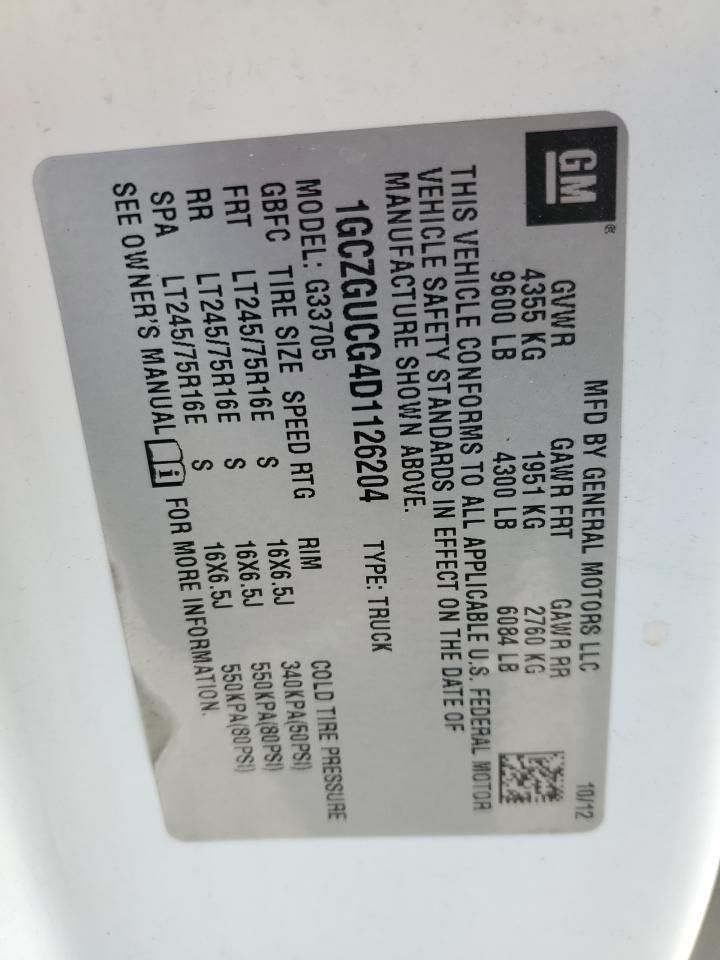 GM®
MFD BY GENERAL MOTORS LLC 10/12
GVWR GAWR FRT GAWR RR
4355 KG 1951 KG 2760 KG
9600 LB 4300 LB 6084 LB
THIS VEHICLE CONFORMS TO ALL APPLICABLE U.S. FEDERAL MOTOR
VEHICLE SAFETY STANDARDS IN EFFECT ON THE DATE OF
MANUFACTURE SHOWN ABOVE.
1GCZGUCG4D1126204 TYPE: TRUCK
MODEL: G33705
GBFC TIRE SIZE SPEED RTG RIM COLD TIRE PRESSURE
FRT LT245/75R16E S 16X6.5J 340KPA(50PSI)
RR LT245/75R16E S 16X6.5J 550KPA(80PSI)
SPA LT245/75R16E S 16X6.5J 550KPA(80PSI)
SEE OWNER'S MANUAL i FOR MORE INFORMATION.